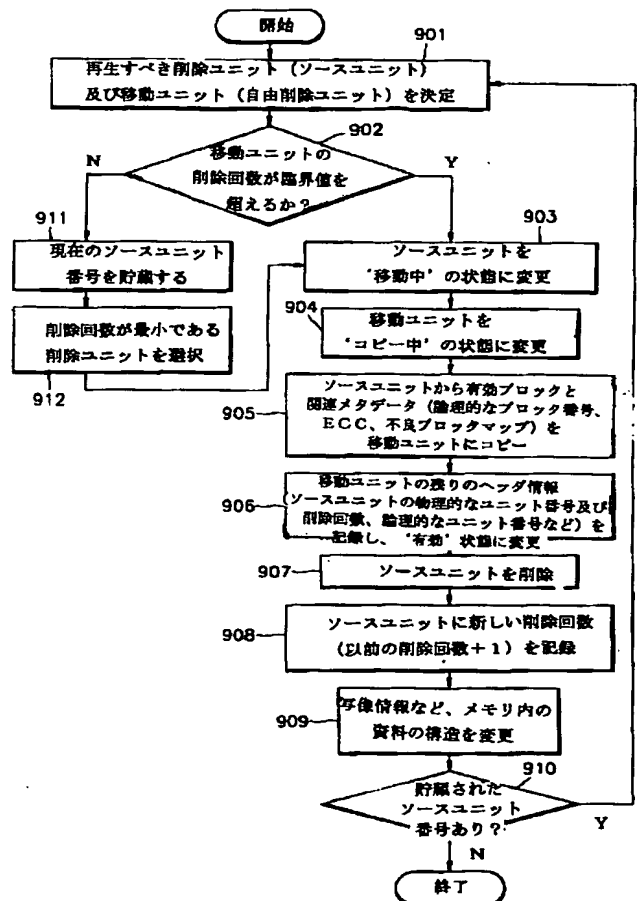 開始
901
再生すべき削除ユニット（ソースユニット）
及び移動ユニット（自由削除ユニット）を決定
902
N
移動ユニットの
Y
削除回数が臨界値を
超えるか？
911
現在のソースユニット
番号を貯蔵する
903
ソースユニットを
‘移動中’の状態に変更
削除回数が最小である
削除ユニットを選択
912
904
移動ユニットを
‘コピー中’の状態に変更
905
ソースユニットから有効ブロックと
関連メタデータ（論理的なブロック番号、
ＥＣＣ、不良ブロックマップ）を
移動ユニットにコピー
906
移動ユニットの残りのヘッダ情報
（ソースユニットの物理的なユニット番号及び
削除回数、論理的なユニット番号など）を
記録し、‘有効’状態に変更
907
ソースユニットを削除
908
ソースユニットに新しい削除回数
（以前の削除回数＋１）を記録
909
写像情報など、メモリ内の
資料の構造を変更
910
貯蔵された
ソースユニット
番号あり？
Y
N
終了